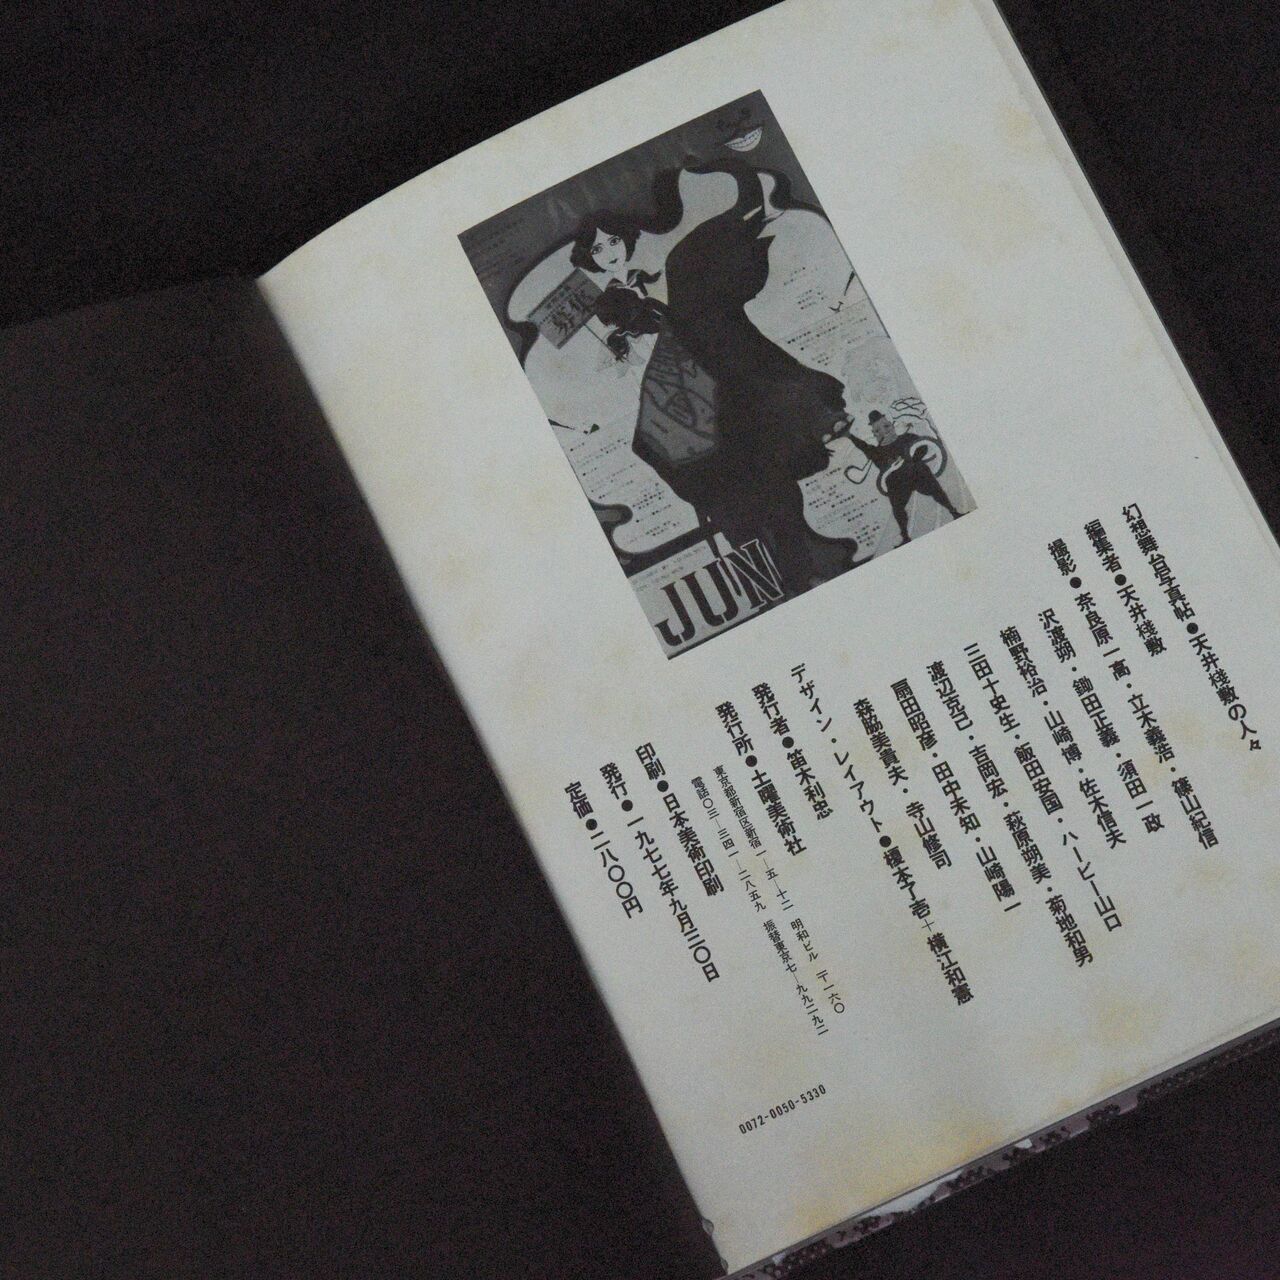 募集
JUN
幻想舞台写真帖●天井棧敷の人々
編集者●天井棧敷
撮影●奈良原一高・立木義浩・篠山紀信
沢渡朔・鋤田正義・須田一政
楠野裕治・山崎博・佐々木信夫
三田十史生・飯田安国・ハービー山口
渡辺克己・吉岡宏・萩原朔美・菊地和男
扇田昭彦・田中未知・山崎陽一
森脇美貴夫・寺山修司
デザイン・レイアウト●榎本了壱+横江和憲
発行者●笛木利忠
発行所●土曜美術社
東京都新宿区新宿一―五―十二 明和ビル 〒一六〇
電話〇三―三四一―二八五九 振替東京七―九九二九二
印刷●日本美術印刷
発行●一九七七年九月三〇日
定価●二八〇〇円
0072-0050-5330